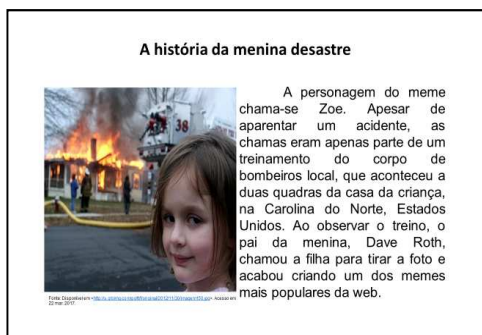 A história da menina desastre
A personagem do meme
chama-se Zoe. Apesar de
aparentar um acidente, as
chamas eram apenas parte de um
treinamento do corpo de
bombeiros local, que aconteceu a
duas quadras da casa da criança,
na Carolina do Norte, Estados
Unidos. Ao observar o treino, o
pai da menina, Dave Roth,
chamou a filha para tirar a foto e
acabou criando um dos memes
mais populares da web.
38
Fonte: Disponível em Acesso em
22 mar. 2017.